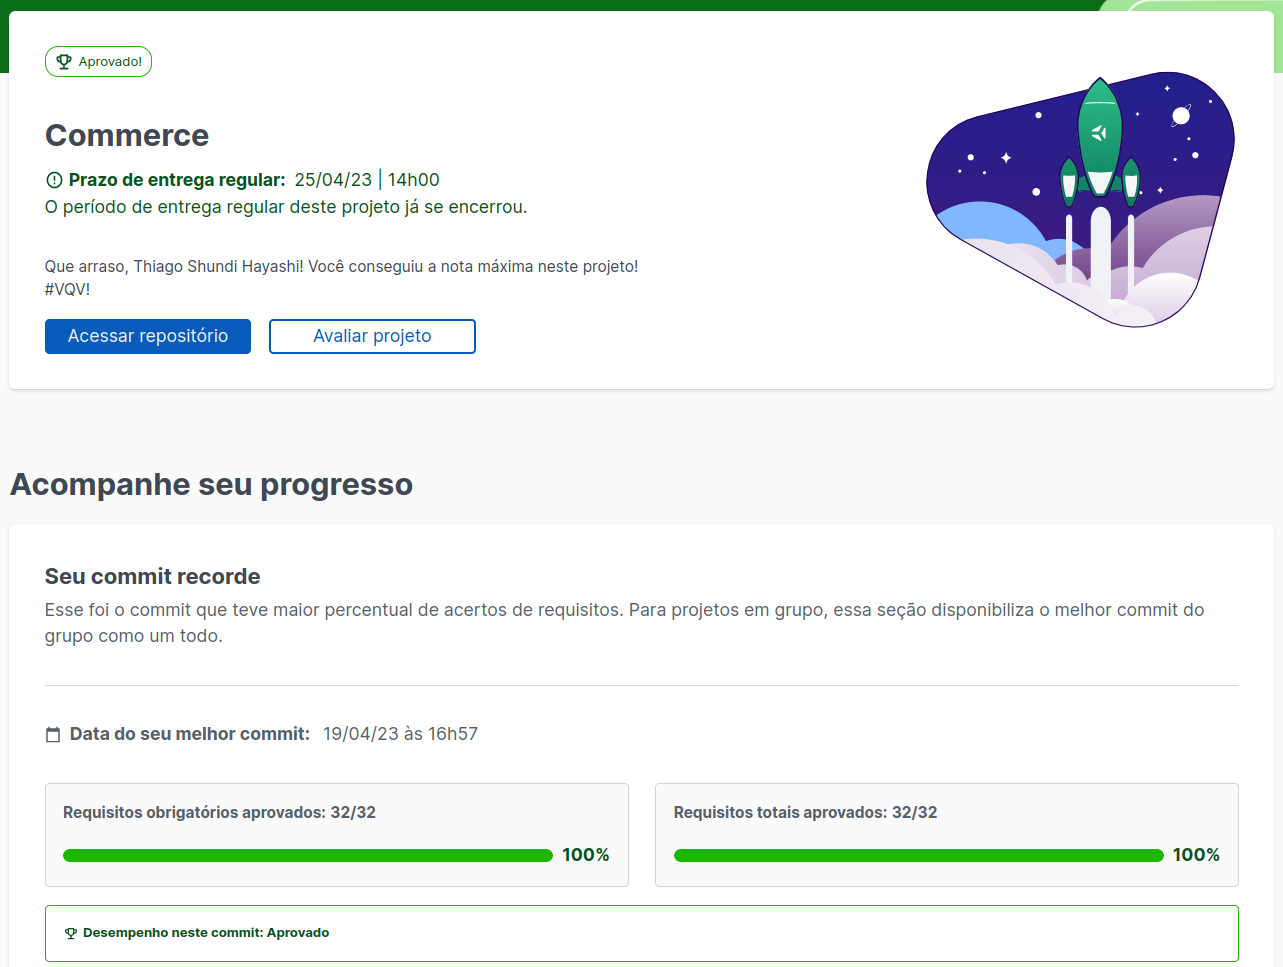 Aprovado!
Commerce
Prazo de entrega regular: 25/04/23 | 14h00
O período de entrega regular deste projeto já se encerrou.
Que arraso, Thiago Shundi Hayashi! Você conseguiu a nota máxima neste projeto!
#VQV!
Acessar repositório
Avaliar projeto
Acompanhe seu progresso
Seu commit recorde
Esse foi o commit que teve maior percentual de acertos de requisitos. Para projetos em grupo, essa seção disponibiliza o melhor commit do
grupo como um todo.
Data do seu melhor commit: 19/04/23 às 16h57
Requisitos obrigatórios aprovados: 32/32
100%
Requisitos totais aprovados: 32/32
100%
Desempenho neste commit: Aprovado